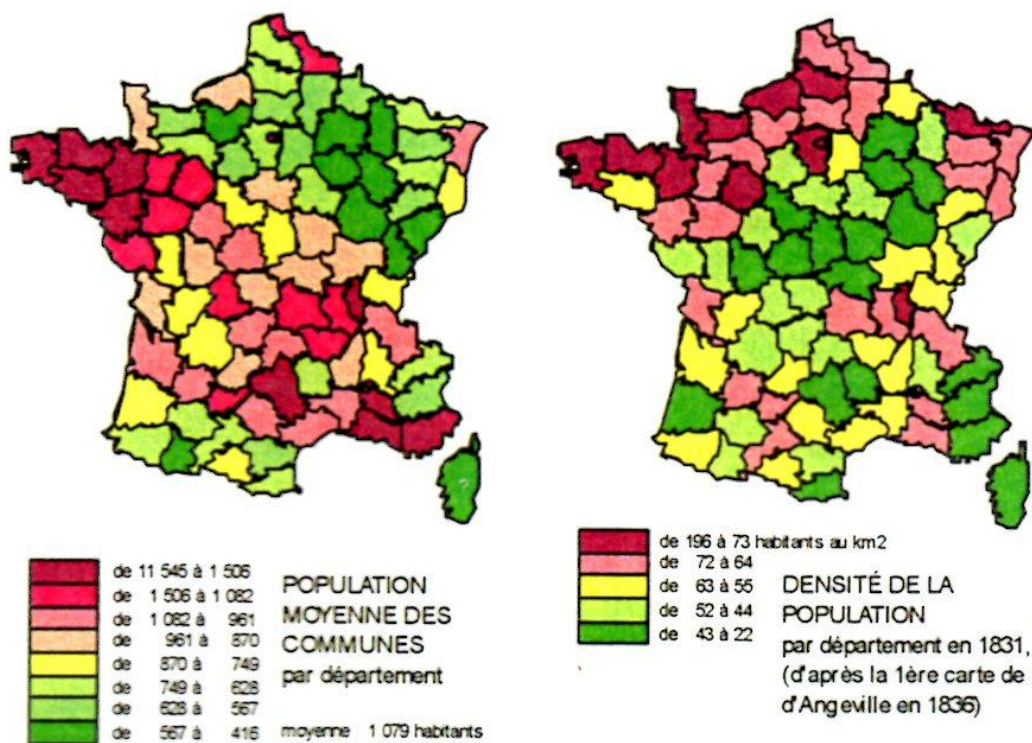 de 11 545 à 1 506
de 1 506 à 1 082
de 1 082 à 961
de 961 à 870
de 870 à 749
de 749 à 628
de 628 à 567
de 567 à 416
POPULATION
MOYENNE DES
COMMUNES
par département
moyenne 1 079 habitants
de 196 à 73 habitants au km2
de 72 à 64
de 63 à 55
de 52 à 44
de 43 à 22
DENSITÉ DE LA
POPULATION
par département en 1831,
(d'après la 1ère carte de
d'Angeville en 1836)